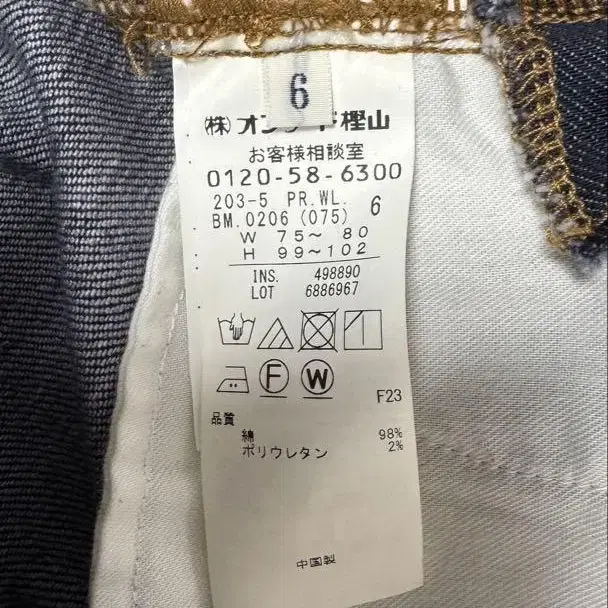 6
(株) オン ド樫山
お客様相談室
0120-58-6300
203-5 PR.WL. 6
BM.0206 (075)
W 75~ 80
H 99~102
INS. 498890
LOT 6886967
F W
F23
品質
綿 98%
ポリウレタン 2%
中国製